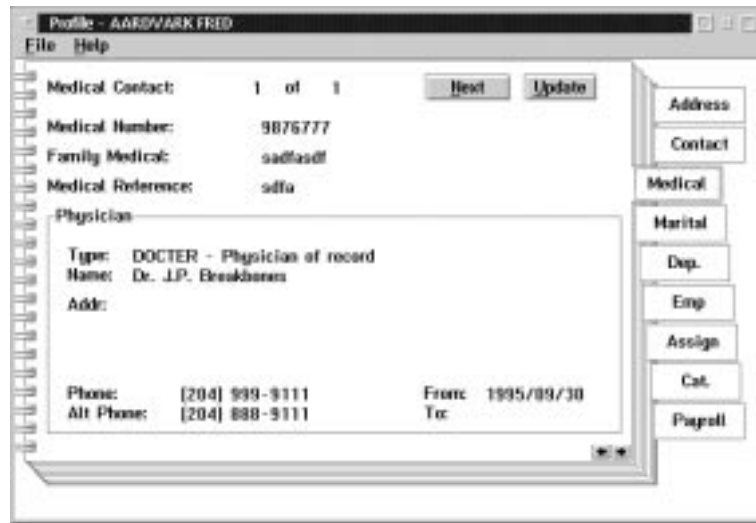 Profile - AARDVARK FRED
File Help
Medical Contact: 1 of 1 Next Update
Medical Number: 9876777
Family Medical: sadfasdf
Medical Reference: sdfa
Physician
Type: DOCTER - Physician of record
Name: Dr. J.P. Breakbones
Addr:
Phone: (204) 999-9111 From: 1995/09/30
Alt Phone: (204) 888-9111 To:
Address
Contact
Medical
Marital
Dep.
Emp
Assign
Cat.
Payroll